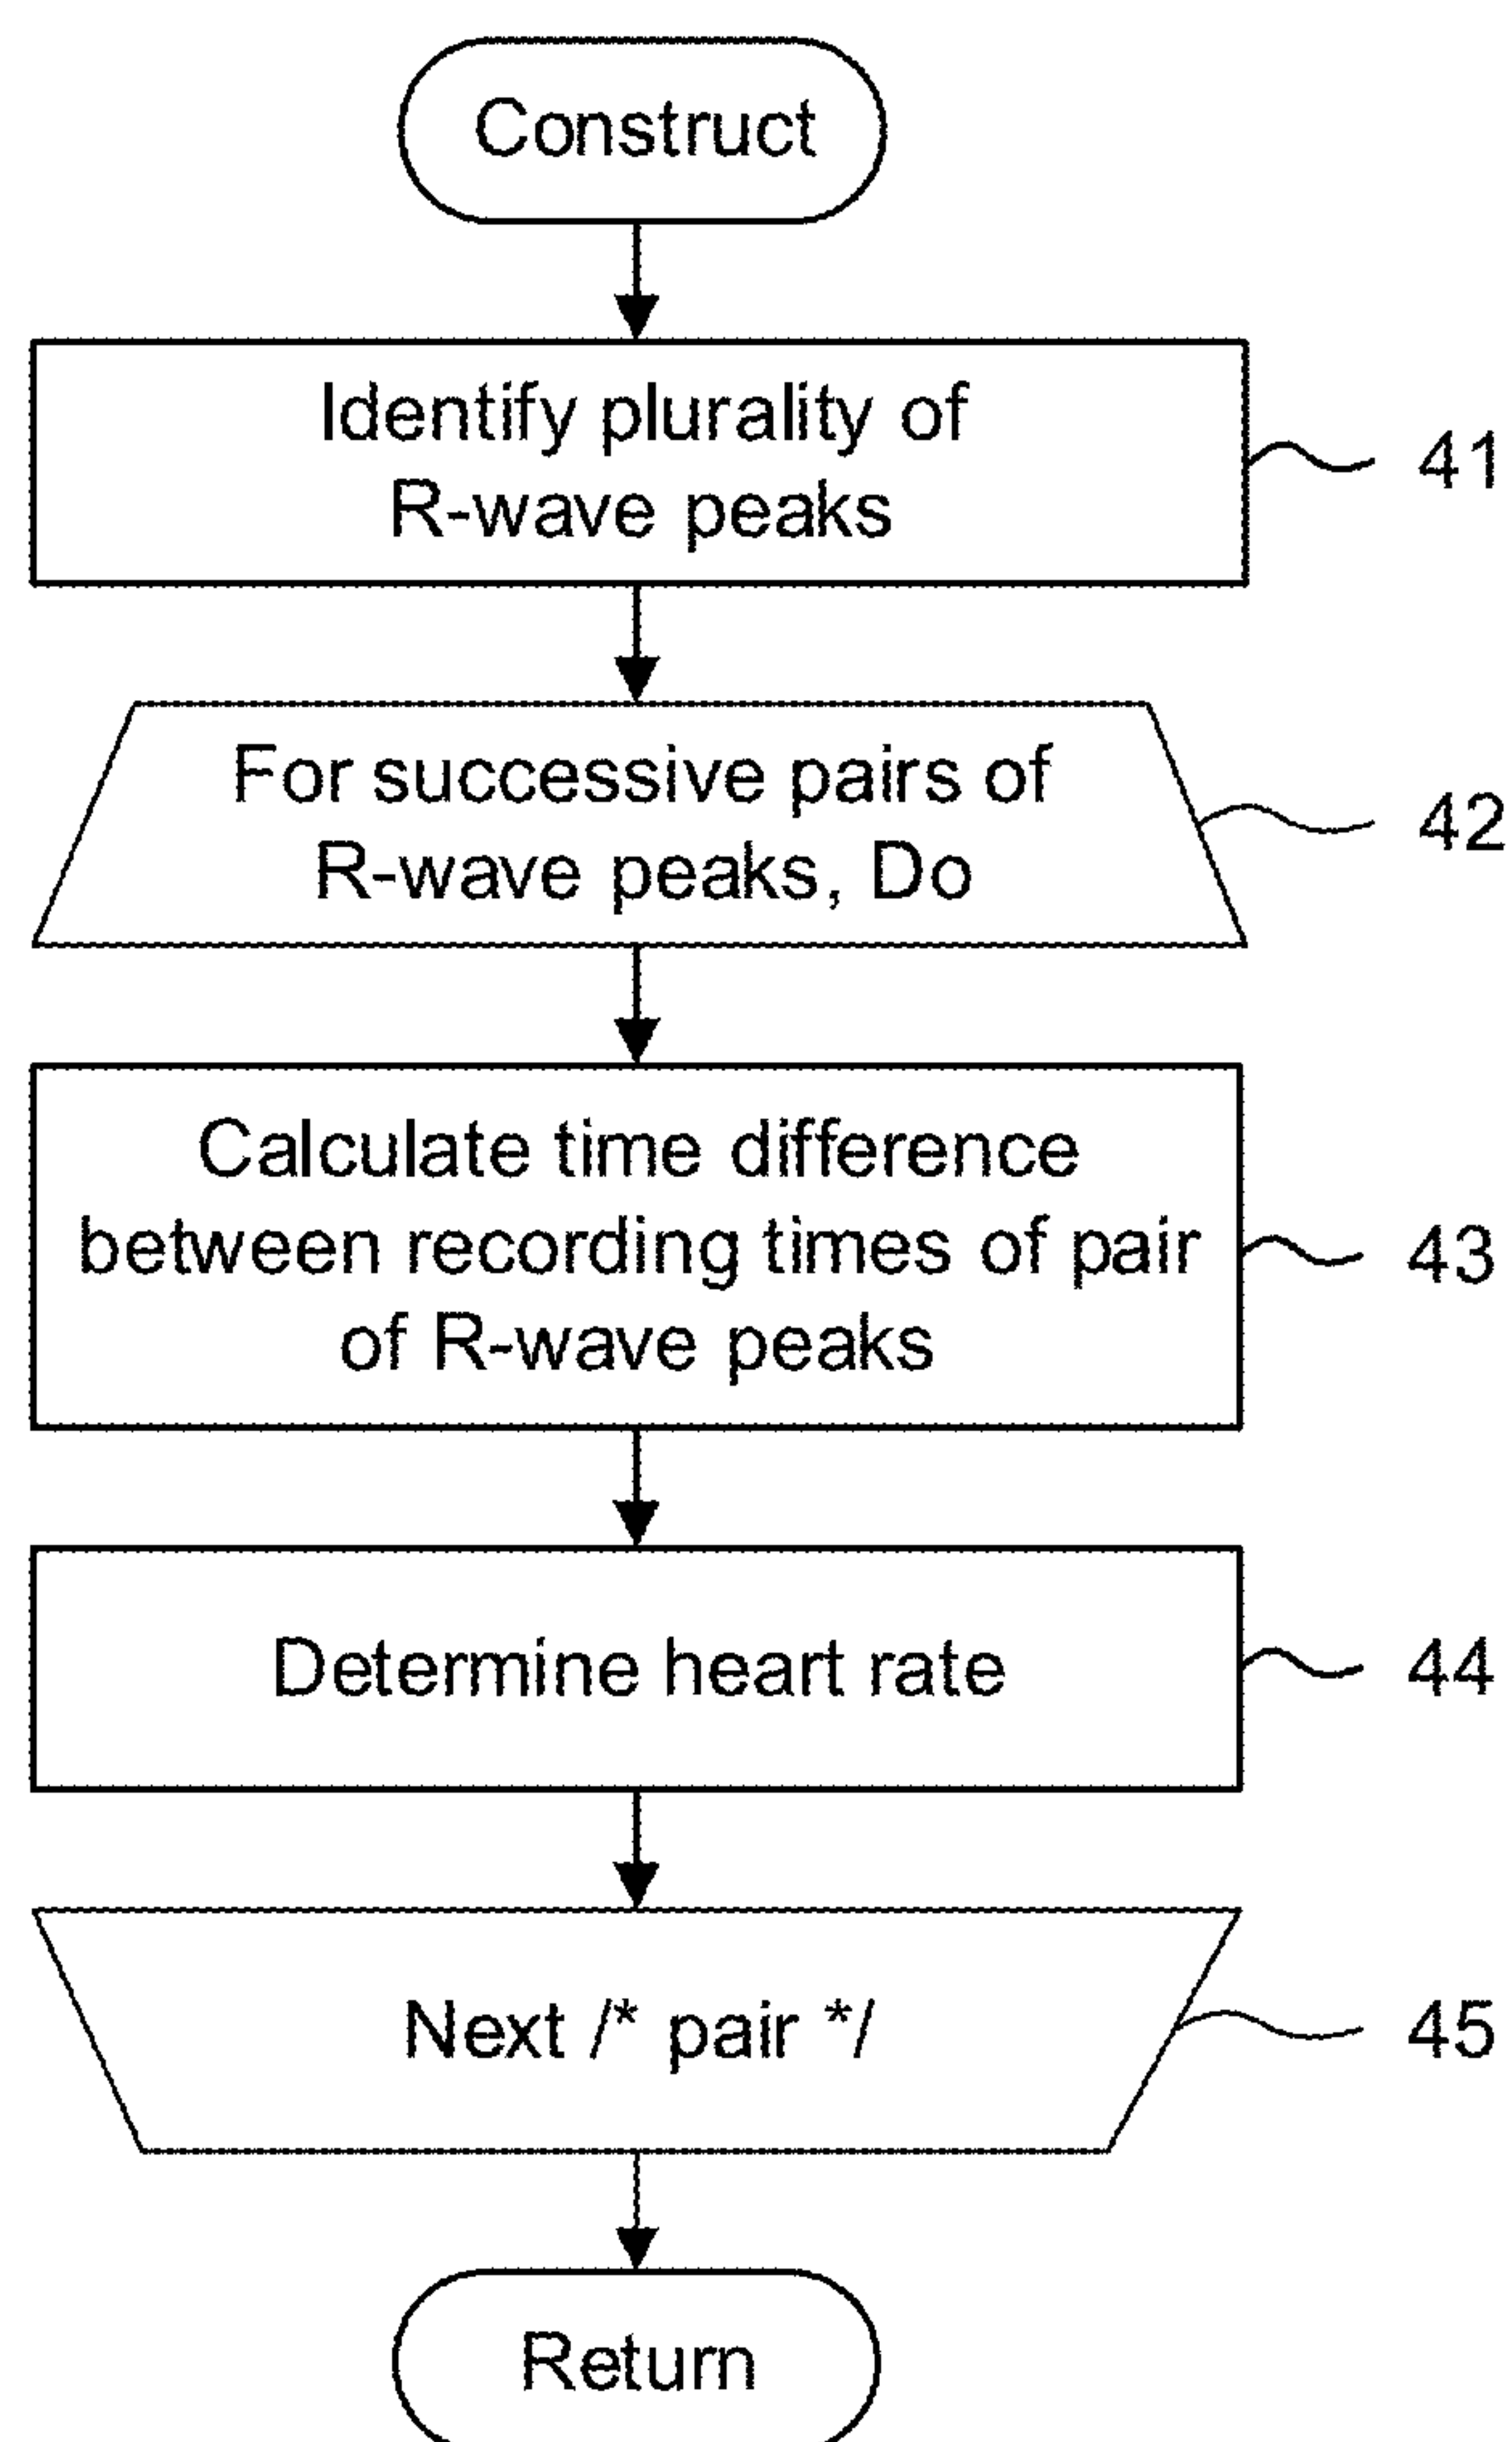 Construct
Identify plurality of
R-wave peaks
41
For successive pairs of
R-wave peaks, Do
42
Calculate time difference
between recording times of pair
of R-wave peaks
43
Determine heart rate
44
Next /* pair */
45
Return